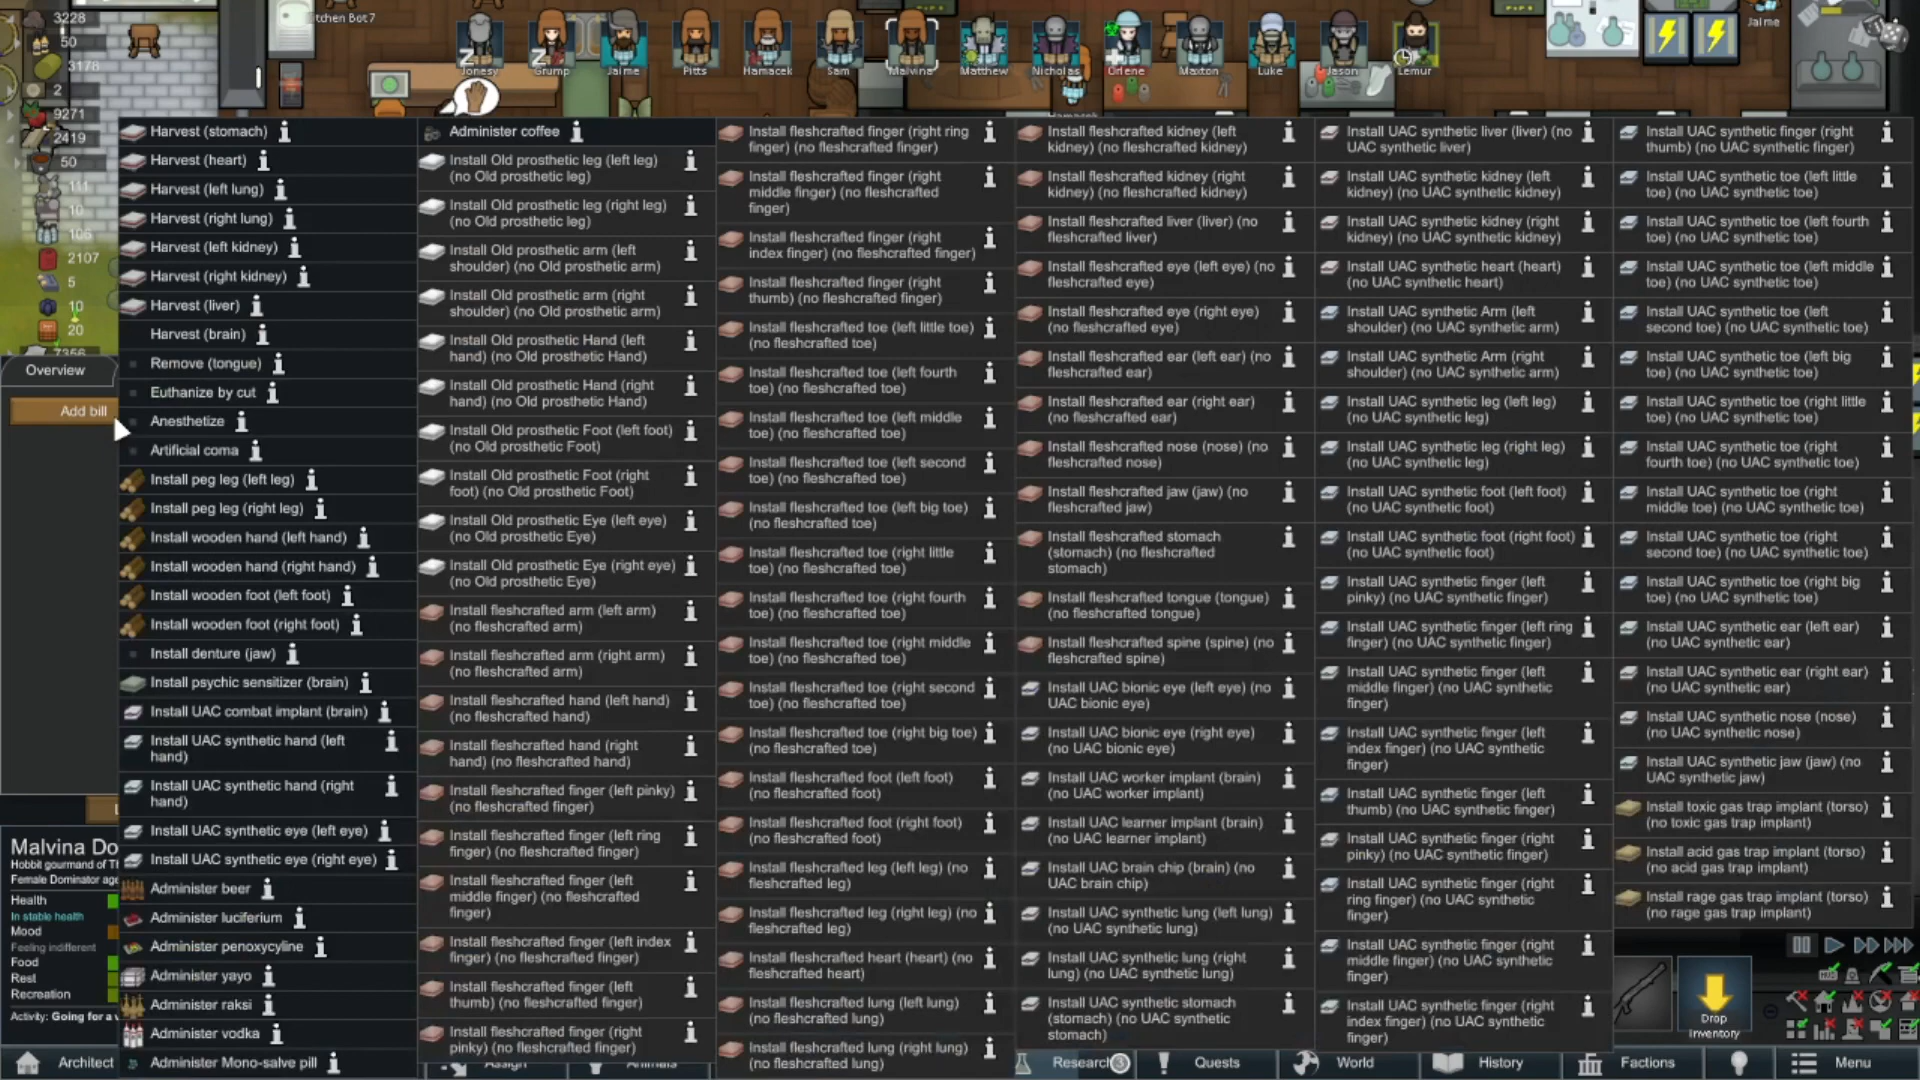 3228
50
3178
2
9271
2419
50
111
10
106
2107
5
10
20
7356
tchen Bot 7
Jonesy
Grump
Jaime
Pitts
Hamacek
Sam
Malvina
Matthew
Nicholas
Orlene
Maxton
Luke
Jason
Lemur
Jaime
Overview
Add bill
Harvest (stomach)
Harvest (heart)
Harvest (left lung)
Harvest (right lung)
Harvest (left kidney)
Harvest (right kidney)
Harvest (liver)
Harvest (brain)
Remove (tongue)
Euthanize by cut
Anesthetize
Artificial coma
Install peg leg (left leg)
Install peg leg (right leg)
Install wooden hand (left hand)
Install wooden hand (right hand)
Install wooden foot (left foot)
Install wooden foot (right foot)
Install denture (jaw)
Install psychic sensitizer (brain)
Install UAC combat implant (brain)
Install UAC synthetic hand (left
hand)
Install UAC synthetic hand (right
hand)
Install UAC synthetic eye (left eye)
Install UAC synthetic eye (right eye)
Administer beer
Administer luciferium
Administer penoxycyline
Administer yayo
Administer raksi
Administer vodka
Administer Mono-salve pill
Administer coffee
Install Old prosthetic leg (left leg)
(no Old prosthetic leg)
Install Old prosthetic leg (right leg)
(no Old prosthetic leg)
Install Old prosthetic arm (left
shoulder) (no Old prosthetic arm)
Install Old prosthetic arm (right
shoulder) (no Old prosthetic arm)
Install Old prosthetic Hand (left
hand) (no Old prosthetic Hand)
Install Old prosthetic Hand (right
hand) (no Old prosthetic Hand)
Install Old prosthetic Foot (left foot)
(no Old prosthetic Foot)
Install Old prosthetic Foot (right
foot) (no Old prosthetic Foot)
Install Old prosthetic Eye (left eye)
(no Old prosthetic Eye)
Install Old prosthetic Eye (right eye)
(no Old prosthetic Eye)
Install fleshcrafted arm (left arm)
(no fleshcrafted arm)
Install fleshcrafted arm (right arm)
(no fleshcrafted arm)
Install fleshcrafted hand (left hand)
(no fleshcrafted hand)
Install fleshcrafted hand (right
hand) (no fleshcrafted hand)
Install fleshcrafted finger (left pinky)
(no fleshcrafted finger)
Install fleshcrafted finger (left ring
finger) (no fleshcrafted finger)
Install fleshcrafted finger (left
middle finger) (no fleshcrafted
finger)
Install fleshcrafted finger (left index
finger) (no fleshcrafted finger)
Install fleshcrafted finger (left
thumb) (no fleshcrafted finger)
Install fleshcrafted finger (right
pinky) (no fleshcrafted finger)
Install fleshcrafted finger (right ring
finger) (no fleshcrafted finger)
Install fleshcrafted finger (right
middle finger) (no fleshcrafted
finger)
Install fleshcrafted finger (right
index finger) (no fleshcrafted finger)
Install fleshcrafted finger (right
thumb) (no fleshcrafted finger)
Install fleshcrafted toe (left little toe)
(no fleshcrafted toe)
Install fleshcrafted toe (left fourth
toe) (no fleshcrafted toe)
Install fleshcrafted toe (left middle
toe) (no fleshcrafted toe)
Install fleshcrafted toe (left second
toe) (no fleshcrafted toe)
Install fleshcrafted toe (left big toe)
(no fleshcrafted toe)
Install fleshcrafted toe (right little
toe) (no fleshcrafted toe)
Install fleshcrafted toe (right fourth
toe) (no fleshcrafted toe)
Install fleshcrafted toe (right middle
toe) (no fleshcrafted toe)
Install fleshcrafted toe (right second
toe) (no fleshcrafted toe)
Install fleshcrafted toe (right big toe)
(no fleshcrafted toe)
Install fleshcrafted foot (left foot)
(no fleshcrafted foot)
Install fleshcrafted foot (right foot)
(no fleshcrafted foot)
Install fleshcrafted leg (left leg) (no
fleshcrafted leg)
Install fleshcrafted leg (right leg) (no
fleshcrafted leg)
Install fleshcrafted heart (heart) (no
fleshcrafted heart)
Install fleshcrafted lung (left lung)
(no fleshcrafted lung)
Install fleshcrafted lung (right lung)
(no fleshcrafted lung)
Install fleshcrafted kidney (left
kidney) (no fleshcrafted kidney)
Install fleshcrafted kidney (right
kidney) (no fleshcrafted kidney)
Install fleshcrafted liver (liver) (no
fleshcrafted liver)
Install fleshcrafted eye (left eye) (no
fleshcrafted eye)
Install fleshcrafted eye (right eye)
(no fleshcrafted eye)
Install fleshcrafted ear (left ear) (no
fleshcrafted ear)
Install fleshcrafted ear (right ear)
(no fleshcrafted ear)
Install fleshcrafted nose (nose) (no
fleshcrafted nose)
Install fleshcrafted jaw (jaw) (no
fleshcrafted jaw)
Install fleshcrafted stomach
(stomach) (no fleshcrafted
stomach)
Install fleshcrafted tongue (tongue)
(no fleshcrafted tongue)
Install fleshcrafted spine (spine) (no
fleshcrafted spine)
Install UAC bionic eye (left eye) (no
UAC bionic eye)
Install UAC bionic eye (right eye)
(no UAC bionic eye)
Install UAC worker implant (brain)
(no UAC worker implant)
Install UAC learner implant (brain)
(no UAC learner implant)
Install UAC brain chip (brain) (no
UAC brain chip)
Install UAC synthetic lung (left lung)
(no UAC synthetic lung)
Install UAC synthetic lung (right
lung) (no UAC synthetic lung)
Install UAC synthetic stomach
(stomach) (no UAC synthetic
stomach)
Install UAC synthetic liver (liver) (no
UAC synthetic liver)
Install UAC synthetic kidney (left
kidney) (no UAC synthetic kidney)
Install UAC synthetic kidney (right
kidney) (no UAC synthetic kidney)
Install UAC synthetic heart (heart)
(no UAC synthetic heart)
Install UAC synthetic Arm (left
shoulder) (no UAC synthetic arm)
Install UAC synthetic Arm (right
shoulder) (no UAC synthetic arm)
Install UAC synthetic leg (left leg)
(no UAC synthetic leg)
Install UAC synthetic leg (right leg)
(no UAC synthetic leg)
Install UAC synthetic foot (left foot)
(no UAC synthetic foot)
Install UAC synthetic foot (right foot)
(no UAC synthetic foot)
Install UAC synthetic finger (left
pinky) (no UAC synthetic finger)
Install UAC synthetic finger (left ring
finger) (no UAC synthetic finger)
Install UAC synthetic finger (left
middle finger) (no UAC synthetic
finger)
Install UAC synthetic finger (left
index finger) (no UAC synthetic
finger)
Install UAC synthetic finger (left
thumb) (no UAC synthetic finger)
Install UAC synthetic finger (right
pinky) (no UAC synthetic finger)
Install UAC synthetic finger (right
ring finger) (no UAC synthetic
finger)
Install UAC synthetic finger (right
middle finger) (no UAC synthetic
finger)
Install UAC synthetic finger (right
index finger) (no UAC synthetic
finger)
Install UAC synthetic finger (right
thumb) (no UAC synthetic finger)
Install UAC synthetic toe (left little
toe) (no UAC synthetic toe)
Install UAC synthetic toe (left fourth
toe) (no UAC synthetic toe)
Install UAC synthetic toe (left middle
toe) (no UAC synthetic toe)
Install UAC synthetic toe (left
second toe) (no UAC synthetic toe)
Install UAC synthetic toe (left big
toe) (no UAC synthetic toe)
Install UAC synthetic toe (right little
toe) (no UAC synthetic toe)
Install UAC synthetic toe (right
fourth toe) (no UAC synthetic toe)
Install UAC synthetic toe (right
middle toe) (no UAC synthetic toe)
Install UAC synthetic toe (right
second toe) (no UAC synthetic toe)
Install UAC synthetic toe (right big
toe) (no UAC synthetic toe)
Install UAC synthetic ear (left ear)
(no UAC synthetic ear)
Install UAC synthetic ear (right ear)
(no UAC synthetic ear)
Install UAC synthetic nose (nose)
(no UAC synthetic nose)
Install UAC synthetic jaw (jaw) (no
UAC synthetic jaw)
Install toxic gas trap implant (torso)
(no toxic gas trap implant)
Install acid gas trap implant (torso)
(no acid gas trap implant)
Install rage gas trap implant (torso)
(no rage gas trap implant)
Malvina Do
Hobbit gourmand of Th
Female Dominator age
Health
In stable health
Mood
Feeling indifferent
Food
Rest
Recreation
Activity: Going for a w
Drop
Inventory
Architect
Assign
Animals
Research 3
Quests
World
History
Factions
Menu